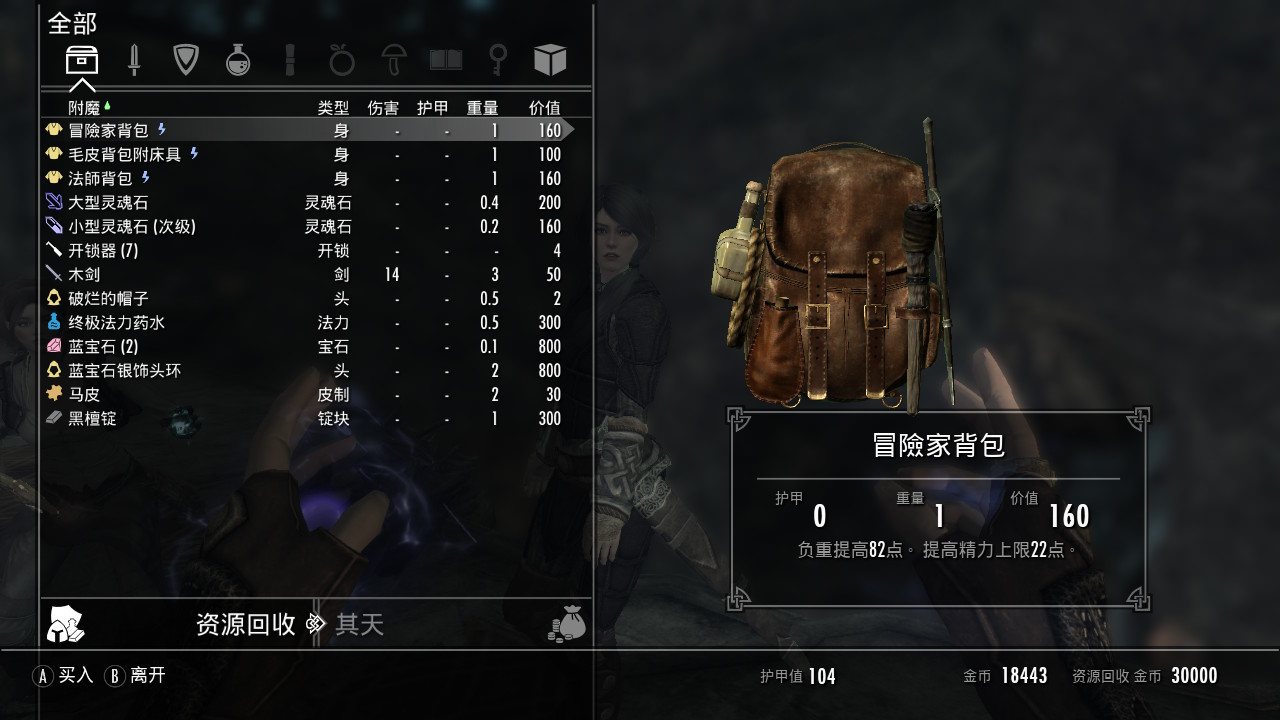 全部
附魔 类型 伤害 护甲 重量 价值
冒險家背包 身 - - 1 160
毛皮背包附床具 身 - - 1 100
法師背包 身 - - 1 160
大型灵魂石 灵魂石 - - 0.4 200
小型灵魂石 (次级) 灵魂石 - - 0.2 160
开锁器 (7) 开锁 - - - 4
木剑 剑 14 - 3 50
破烂的帽子 头 - - 0.5 2
终极法力药水 法力 - - 0.5 300
蓝宝石 (2) 宝石 - - 0.1 800
蓝宝石银饰头环 头 - - 2 800
马皮 皮制 - - 2 30
黑檀锭 锭块 - - 1 300
冒險家背包
护甲 0 重量 1 价值 160
负重提高82点。提高精力上限22点。
资源回收 其天
A 买入 B 离开
护甲值 104 金币 18443 资源回收 金币 30000